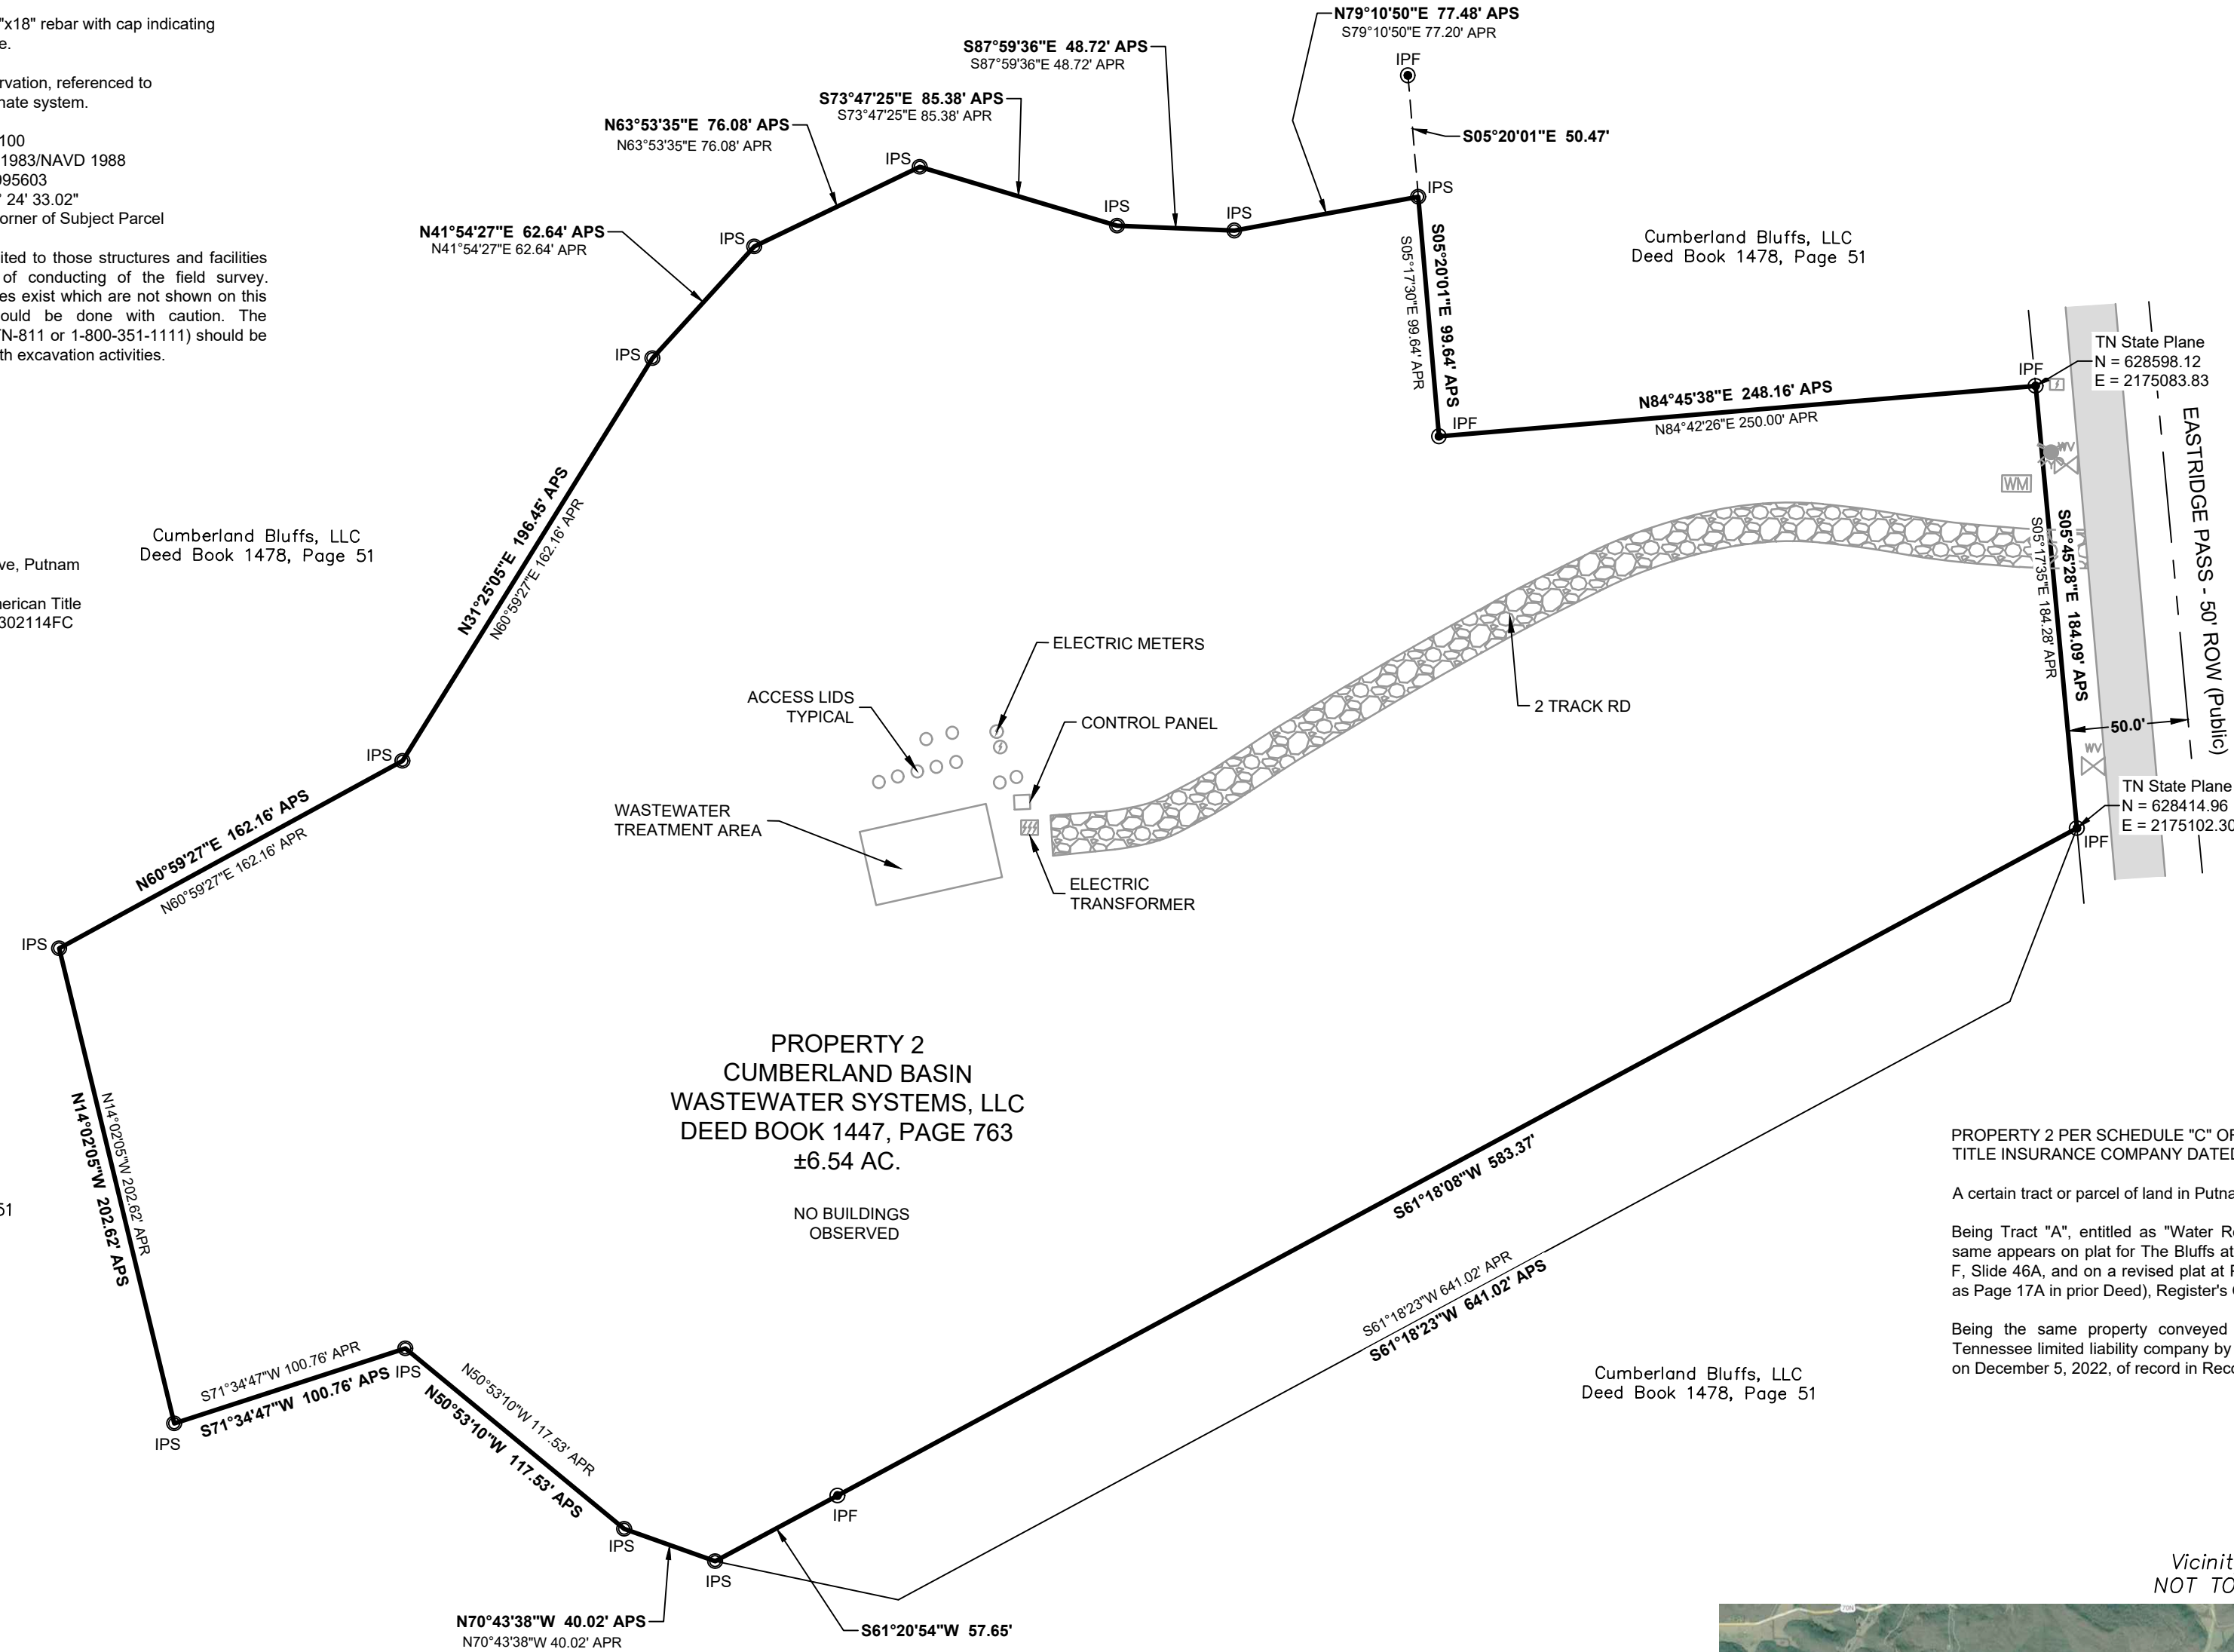 "x18" rebar with cap indicating
e.
rvation, referenced to
nate system.
100
1983/NAVD 1988
095603
° 24' 33.02"
orner of Subject Parcel
ited to those structures and facilities
of conducting of the field survey.
es exist which are not shown on this
ould be done with caution. The
TN-811 or 1-800-351-1111) should be
th excavation activities.
N79°10'50"E 77.48' APS
S79°10'50"E 77.20' APR
S87°59'36"E 48.72' APS
S87°59'36"E 48.72' APR
IPF
S73°47'25"E 85.38' APS
S73°47'25"E 85.38' APR
N63°53'35"E 76.08' APS
N63°53'35"E 76.08' APR
S05°20'01"E 50.47'
IPS
IPS
IPS
IPS
IPS
N41°54'27"E 62.64' APS
N41°54'27"E 62.64' APR
S05°20'01"E 99.64' APS
S05°17'30"E 99.64' APR
Cumberland Bluffs, LLC
Deed Book 1478, Page 51
IPS
TN State Plane
N = 628598.12
E = 2175083.83
IPF
N84°45'38"E 248.16' APS
N84°42'26"E 250.00' APR
IPF
WV
WM
EASTRIDGE PASS - 50' ROW (Public)
N31°25'05"E 196.45' APS
N60°59'27"E 162.16' APR
S05°45'28"E 184.09' APS
S05°17'35"E 184.28' APR
Cumberland Bluffs, LLC
Deed Book 1478, Page 51
ve, Putnam
merican Title
302114FC
ELECTRIC METERS
ACCESS LIDS
TYPICAL
CONTROL PANEL
2 TRACK RD
50.0'
WV
IPS
WASTEWATER
TREATMENT AREA
TN State Plane
N = 628414.96
E = 2175102.30
IPF
N60°59'27"E 162.16' APS
N60°59'27"E 162.16' APR
ELECTRIC
TRANSFORMER
IPS
PROPERTY 2
CUMBERLAND BASIN
WASTEWATER SYSTEMS, LLC
DEED BOOK 1447, PAGE 763
±6.54 AC.
NO BUILDINGS
OBSERVED
N14°02'05"W 202.62' APR
N14°02'05"W 202.62' APS
51
S61°18'08"W 583.37'
S61°18'23"W 641.02' APR
S61°18'23"W 641.02' APS
PROPERTY 2 PER SCHEDULE "C" OF
TITLE INSURANCE COMPANY DATED
A certain tract or parcel of land in Putna
Being Tract "A", entitled as "Water Re
same appears on plat for The Bluffs at
F, Slide 46A, and on a revised plat at P
as Page 17A in prior Deed), Register's
Being the same property conveyed
Tennessee limited liability company by
on December 5, 2022, of record in Reco
Cumberland Bluffs, LLC
Deed Book 1478, Page 51
S71°34'47"W 100.76' APR
S71°34'47"W 100.76' APS
IPS
IPS
N50°53'10"W 117.53' APR
N50°53'10"W 117.53' APS
IPF
IPS
IPS
N70°43'38"W 40.02' APS
N70°43'38"W 40.02' APR
S61°20'54"W 57.65'
Vicinit
NOT TO